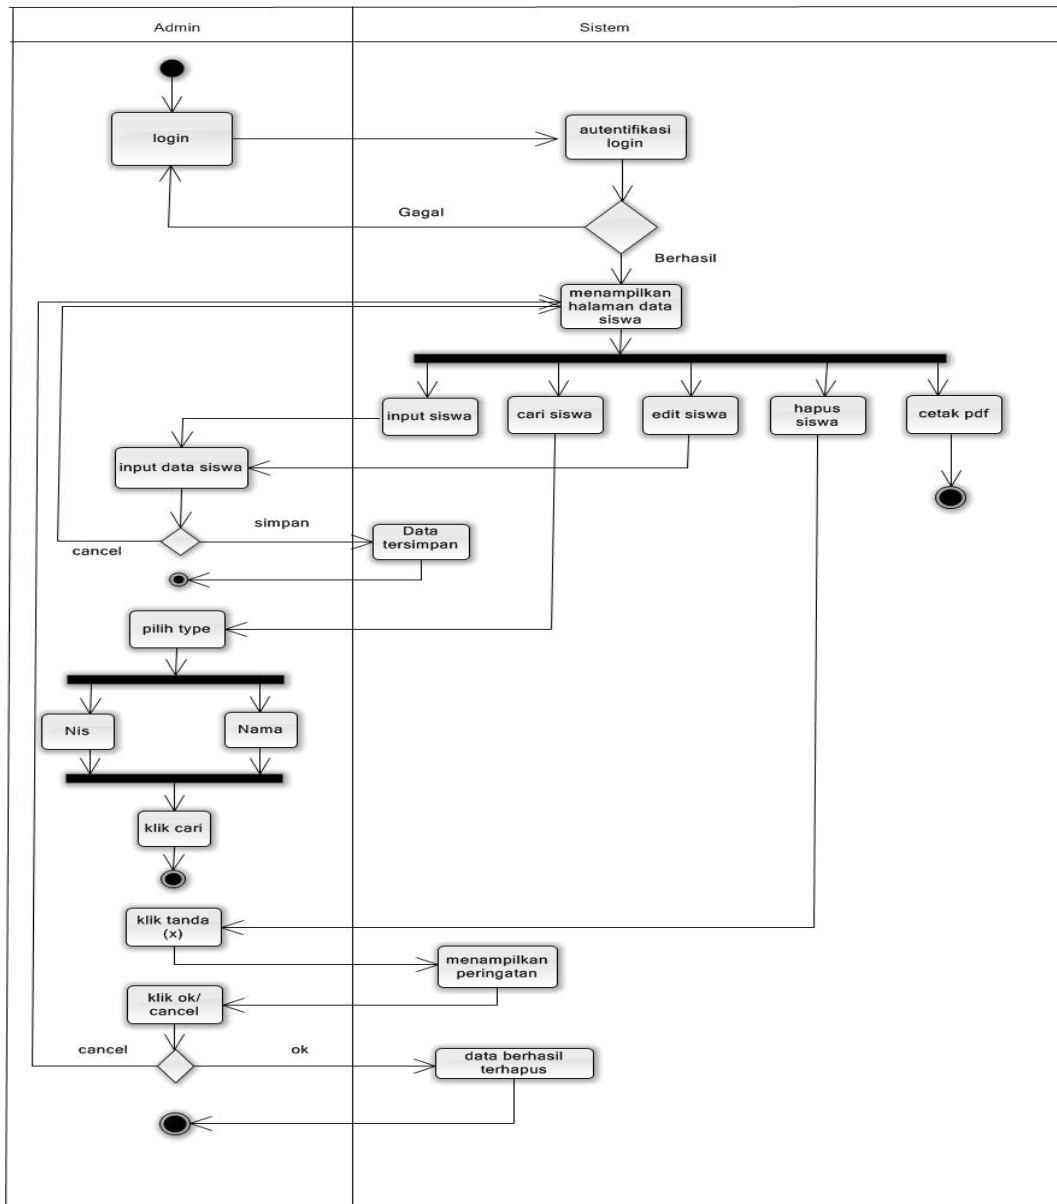 Admin
Sistem
login
autentifikasi
login
Gagal
Berhasil
menampilkan
halaman data
siswa
input siswa
cari siswa
edit siswa
hapus
siswa
cetak pdf
input data siswa
simpan
cancel
Data
tersimpan
pilih type
Nis
Nama
klik cari
klik tanda
(x)
menampilkan
peringatan
klik ok/
cancel
cancel
ok
data berhasil
terhapus